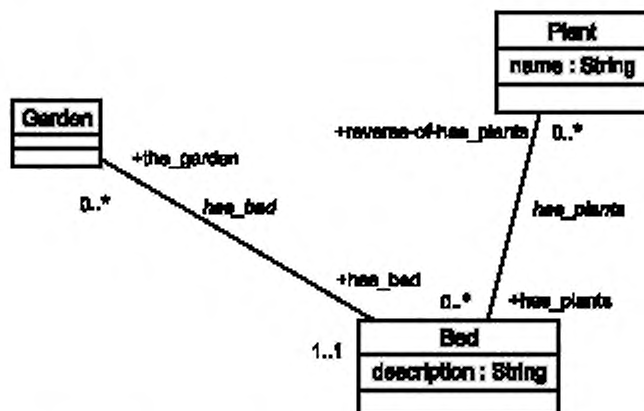 Plant
name : String
Garden
+the_garden
+reverse-of-has_plants
0..*
0..*
has_bed
has_plants
+has_bed
0..*
+has_plants
1..1
Bed
description : String